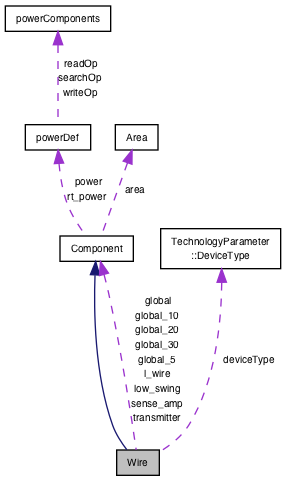 powerComponents
readOp
searchOp
writeOp
powerDef
Area
power
rt_power
area
Component
TechnologyParameter
::DeviceType
global
global_10
global_20
global_30
global_5
l_wire
low_swing
sense_amp
transmitter
deviceType
Wire